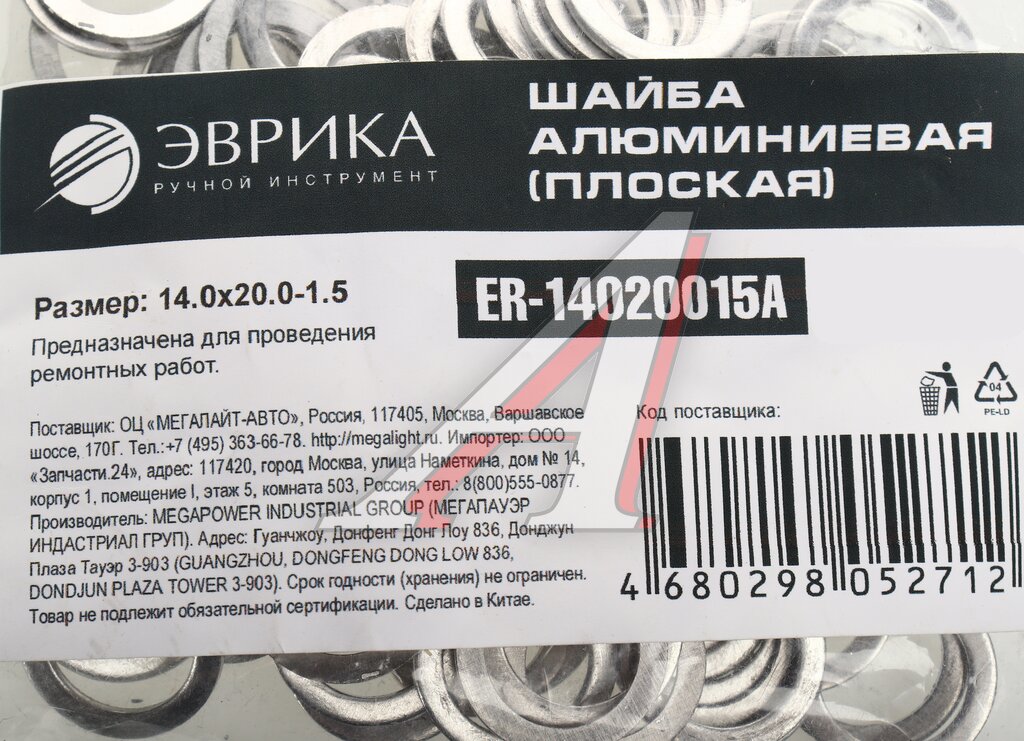 ЭВРИКА
РУЧНОЙ ИНСТРУМЕНТ
ШАЙБА
АЛЮМИНИЕВАЯ
(ПЛОСКАЯ)
Размер: 14.0x20.0-1.5
ER-14020015A
Предназначена для проведения
ремонтных работ.
04
PE-LD
Поставщик: ОЦ «МЕГАЛАЙТ-АВТО», Россия, 117405, Москва, Варшавское
шоссе, 170Г. Тел.:+7 (495) 363-66-78. http://megalight.ru. Импортер: ООО
«Запчасти.24», адрес: 117420, город Москва, улица Наметкина, дом № 14,
корпус 1, помещение I, этаж 5, комната 503, Россия, тел.: 8(800)555-0877.
Производитель: MEGAPOWER INDUSTRIAL GROUP (МЕГАПАУЭР
ИНДАСТРИАЛ ГРУП). Адрес: Гуанчжоу, Донфенг Донг Лоу 836, Донджун
Плаза Тауэр 3-903 (GUANGZHOU, DONGFENG DONG LOW 836,
DONDJUN PLAZA TOWER 3-903). Срок годности (хранения) не ограничен.
Товар не подлежит обязательной сертификации. Сделано в Китае.
Код поставщика:
4 680298 052712